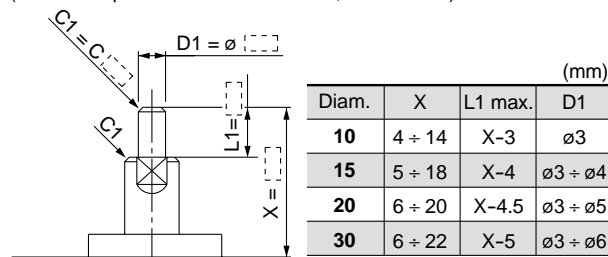 C1 = C
D1 = ø
C1
L1=
X =
(mm)
Diam. X L1 max. D1
10 4 ÷ 14 X-3 ø3
15 5 ÷ 18 X-4 ø3 ÷ ø4
20 6 ÷ 20 X-4.5 ø3 ÷ ø5
30 6 ÷ 22 X-5 ø3 ÷ ø6